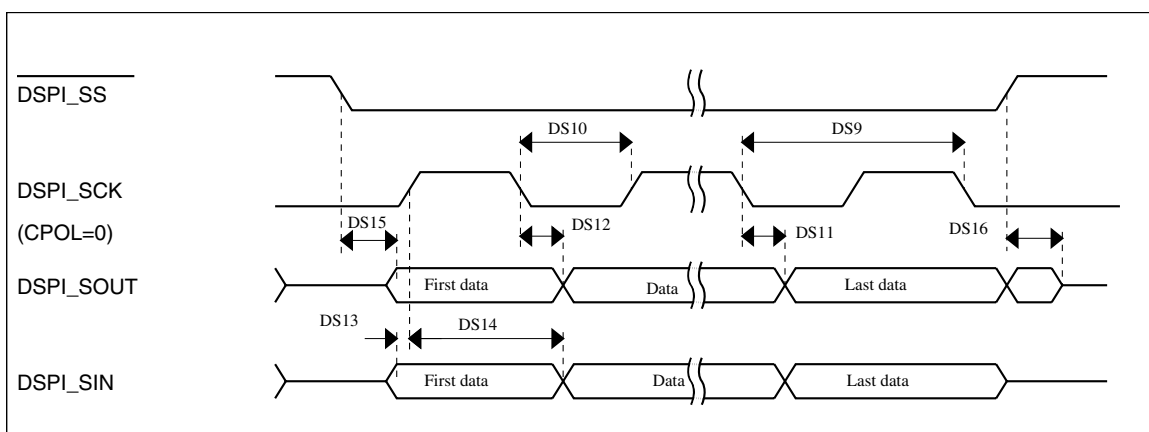 DSPI_SS
DS10
DS9
DSPI_SCK
(CPOL=0)
DS15
DS12
DS11
DS16
DSPI_SOUT
First data
Data
Last data
DS13
DS14
DSPI_SIN
First data
Data
Last data